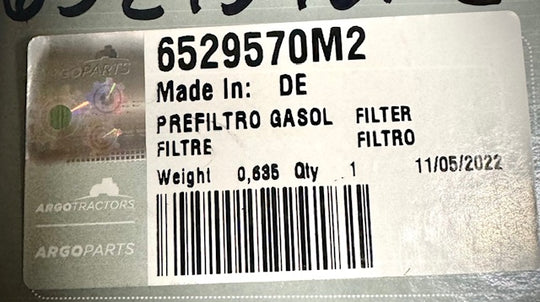 ARGOPARTS
6529570M2
Made In: DE
PREFILTRO GASOL FILTER
FILTRE FILTRO
Weight 0,635 Qty 1 11/05/2022
ARGOTRACTORS
ARGOPARTS